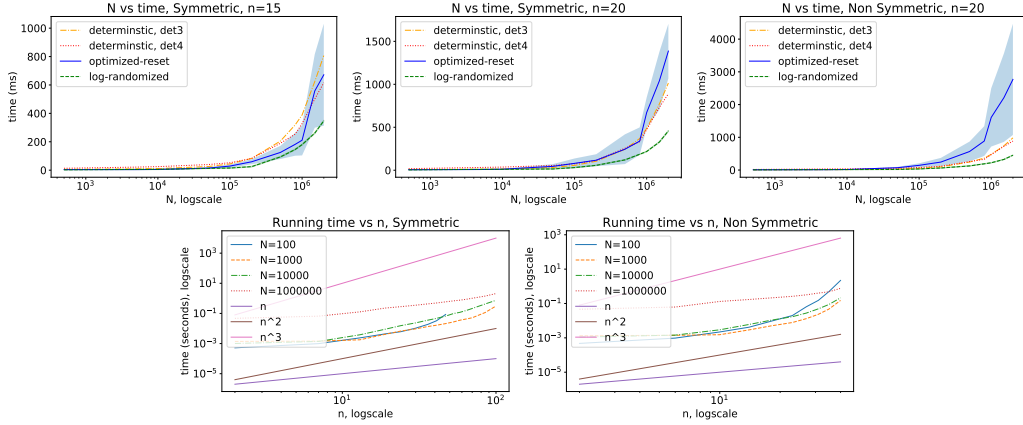 N vs time, Symmetric, n=15
time (ms)
1000
800
600
400
200
0
determinstic, det3
determinstic, det4
optimized-reset
log-randomized
10^3
10^4
10^5
10^6
N, logscale
N vs time, Symmetric, n=20
time (ms)
1500
1000
500
0
determinstic, det3
determinstic, det4
optimized-reset
log-randomized
10^3
10^4
10^5
10^6
N, logscale
N vs time, Non Symmetric, n=20
time (ms)
4000
3000
2000
1000
0
determinstic, det3
determinstic, det4
optimized-reset
log-randomized
10^3
10^4
10^5
10^6
N, logscale
Running time vs n, Symmetric
time (seconds), logscale
10^3
10^1
10^-1
10^-3
10^-5
N=100
N=1000
N=10000
N=1000000
n
n^2
n^3
10^1
10^2
n, logscale
Running time vs n, Non Symmetric
time (seconds), logscale
10^3
10^1
10^-1
10^-3
10^-5
N=100
N=1000
N=10000
N=1000000
n
n^2
n^3
10^1
n, logscale